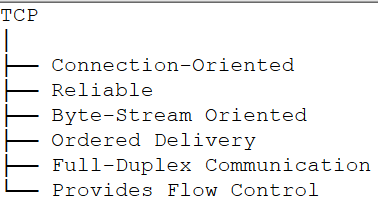 TCP
│
├── Connection-Oriented
├── Reliable
├── Byte-Stream Oriented
├── Ordered Delivery
├── Full-Duplex Communication
└── Provides Flow Control